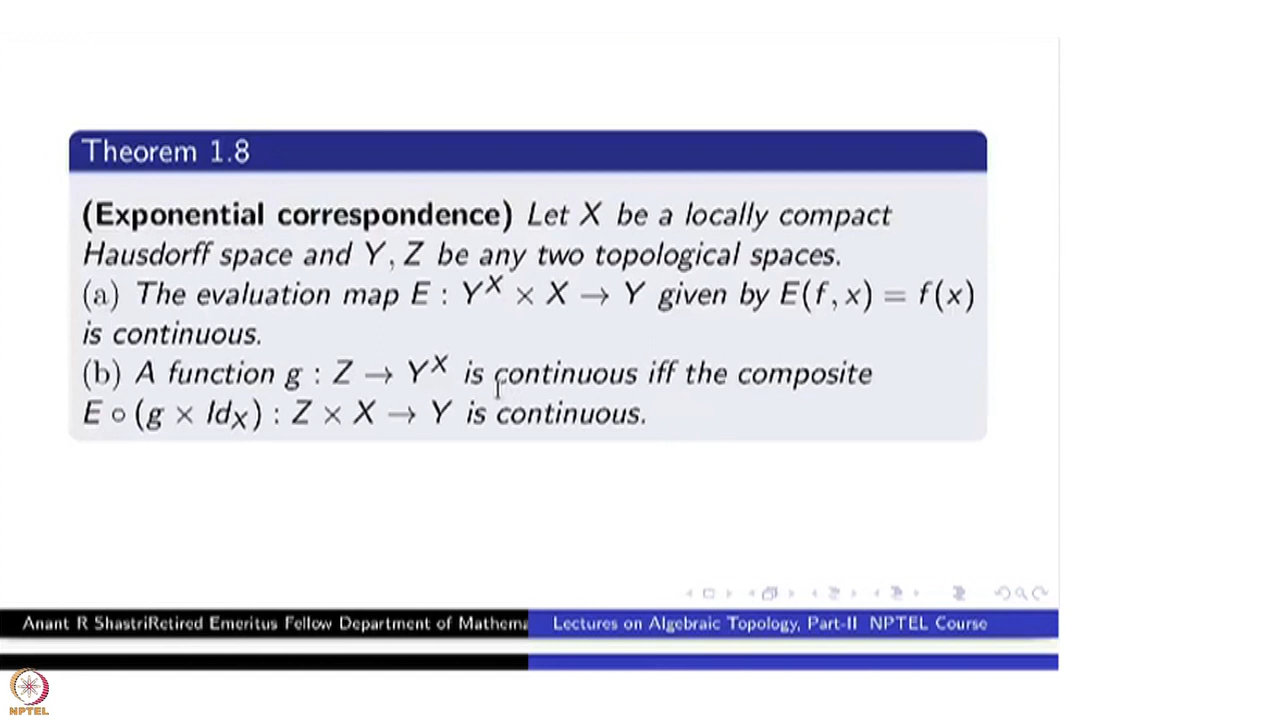 Theorem 1.8
(Exponential correspondence) Let X be a locally compact
Hausdorff space and Y, Z be any two topological spaces.
(a) The evaluation map E : Y^X × X → Y given by E(f, x) = f(x)
is continuous.
(b) A function g : Z → Y^X is continuous iff the composite
E ∘ (g × Id_X) : Z × X → Y is continuous.
Anant R ShastriRetired Emeritus Fellow Department of Mathema
Lectures on Algebraic Topology, Part-II NPTEL Course
NPTEL